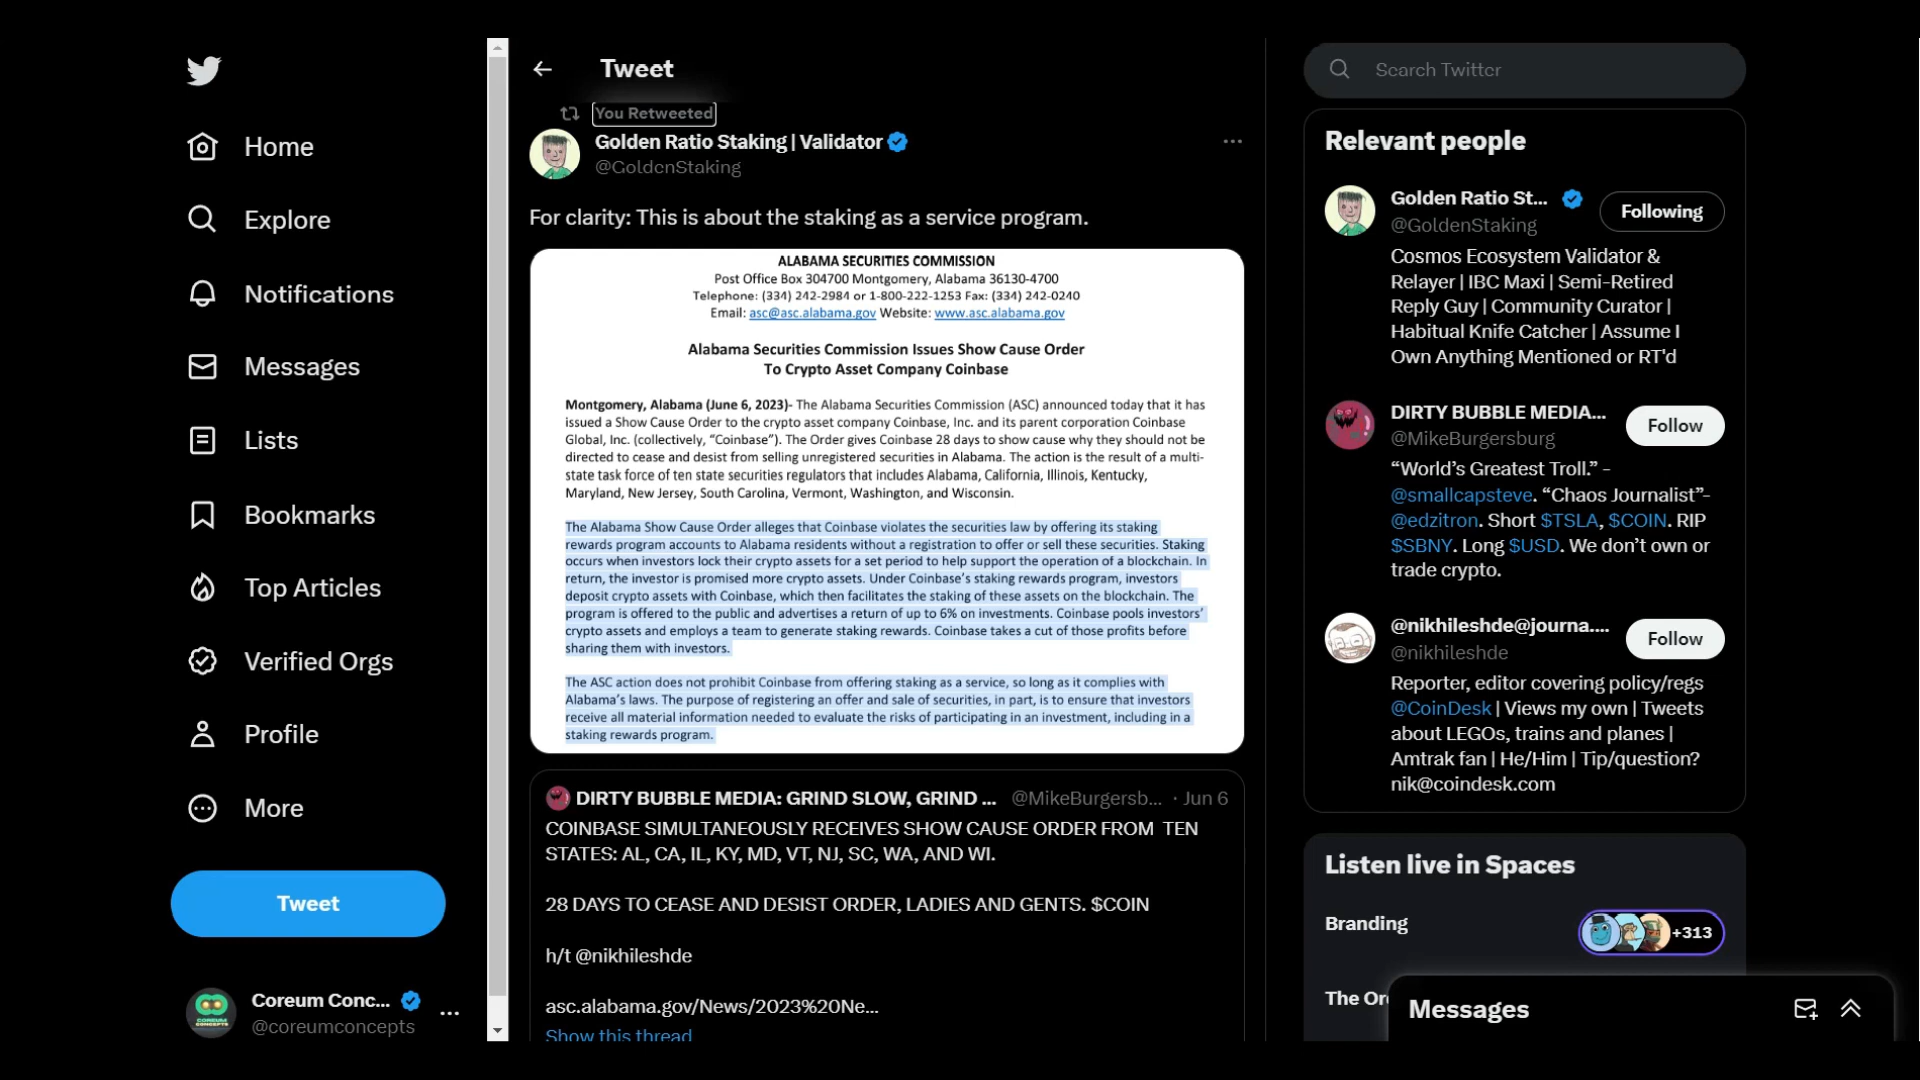 Home
Explore
Notifications
Messages
Lists
Bookmarks
Top Articles
Verified Orgs
Profile
More
Tweet
Coreum Conc...
@coreumconcepts
Tweet
You Retweeted
Golden Ratio Staking | Validator
@GoldenStaking
For clarity: This is about the staking as a service program.
ALABAMA SECURITIES COMMISSION
Post Office Box 304700 Montgomery, Alabama 36130-4700
Telephone: (334) 242-2984 or 1-800-222-1253 Fax: (334) 242-0240
Email: asc@asc.alabama.gov Website: www.asc.alabama.gov
Alabama Securities Commission Issues Show Cause Order
To Crypto Asset Company Coinbase
Montgomery, Alabama (June 6, 2023)- The Alabama Securities Commission (ASC) announced today that it has
issued a Show Cause Order to the crypto asset company Coinbase, Inc. and its parent corporation Coinbase
Global, Inc. (collectively, “Coinbase”). The Order gives Coinbase 28 days to show cause why they should not be
directed to cease and desist from selling unregistered securities in Alabama. The action is the result of a multi-
state task force of ten state securities regulators that includes Alabama, California, Illinois, Kentucky,
Maryland, New Jersey, South Carolina, Vermont, Washington, and Wisconsin.
The Alabama Show Cause Order alleges that Coinbase violates the securities law by offering its staking
rewards program accounts to Alabama residents without a registration to offer or sell these securities. Staking
occurs when investors lock their crypto assets for a set period to help support the operation of a blockchain. In
return, the investor is promised more crypto assets. Under Coinbase’s staking rewards program, investors
deposit crypto assets with Coinbase, which then facilitates the staking of these assets on the blockchain. The
program is offered to the public and advertises a return of up to 6% on investments. Coinbase pools investors’
crypto assets and employs a team to generate staking rewards. Coinbase takes a cut of those profits before
sharing them with investors.
The ASC action does not prohibit Coinbase from offering staking as a service, so long as it complies with
Alabama’s laws. The purpose of registering an offer and sale of securities, in part, is to ensure that investors
receive all material information needed to evaluate the risks of participating in an investment, including in a
staking rewards program.
DIRTY BUBBLE MEDIA: GRIND SLOW, GRIND ... @MikeBurgersb... · Jun 6
COINBASE SIMULTANEOUSLY RECEIVES SHOW CAUSE ORDER FROM TEN
STATES: AL, CA, IL, KY, MD, VT, NJ, SC, WA, AND WI.
28 DAYS TO CEASE AND DESIST ORDER, LADIES AND GENTS. $COIN
h/t @nikhileshde
asc.alabama.gov/News/2023%20Ne...
Show this thread
Search Twitter
Relevant people
Golden Ratio St...
Following
@GoldenStaking
Cosmos Ecosystem Validator &
Relayer | IBC Maxi | Semi-Retired
Reply Guy | Community Curator |
Habitual Knife Catcher | Assume I
Own Anything Mentioned or RT'd
DIRTY BUBBLE MEDIA...
Follow
@MikeBurgersburg
“World’s Greatest Troll.” -
@smallcapsteve. “Chaos Journalist”-
@edzitron. Short $TSLA, $COIN. RIP
$SBNY. Long $USD. We don’t own or
trade crypto.
@nikhileshde@journa....
Follow
@nikhileshde
Reporter, editor covering policy/regs
@CoinDesk | Views my own | Tweets
about LEGOs, trains and planes |
Amtrak fan | He/Him | Tip/question?
nik@coindesk.com
Listen live in Spaces
Branding
+313
The
Messages